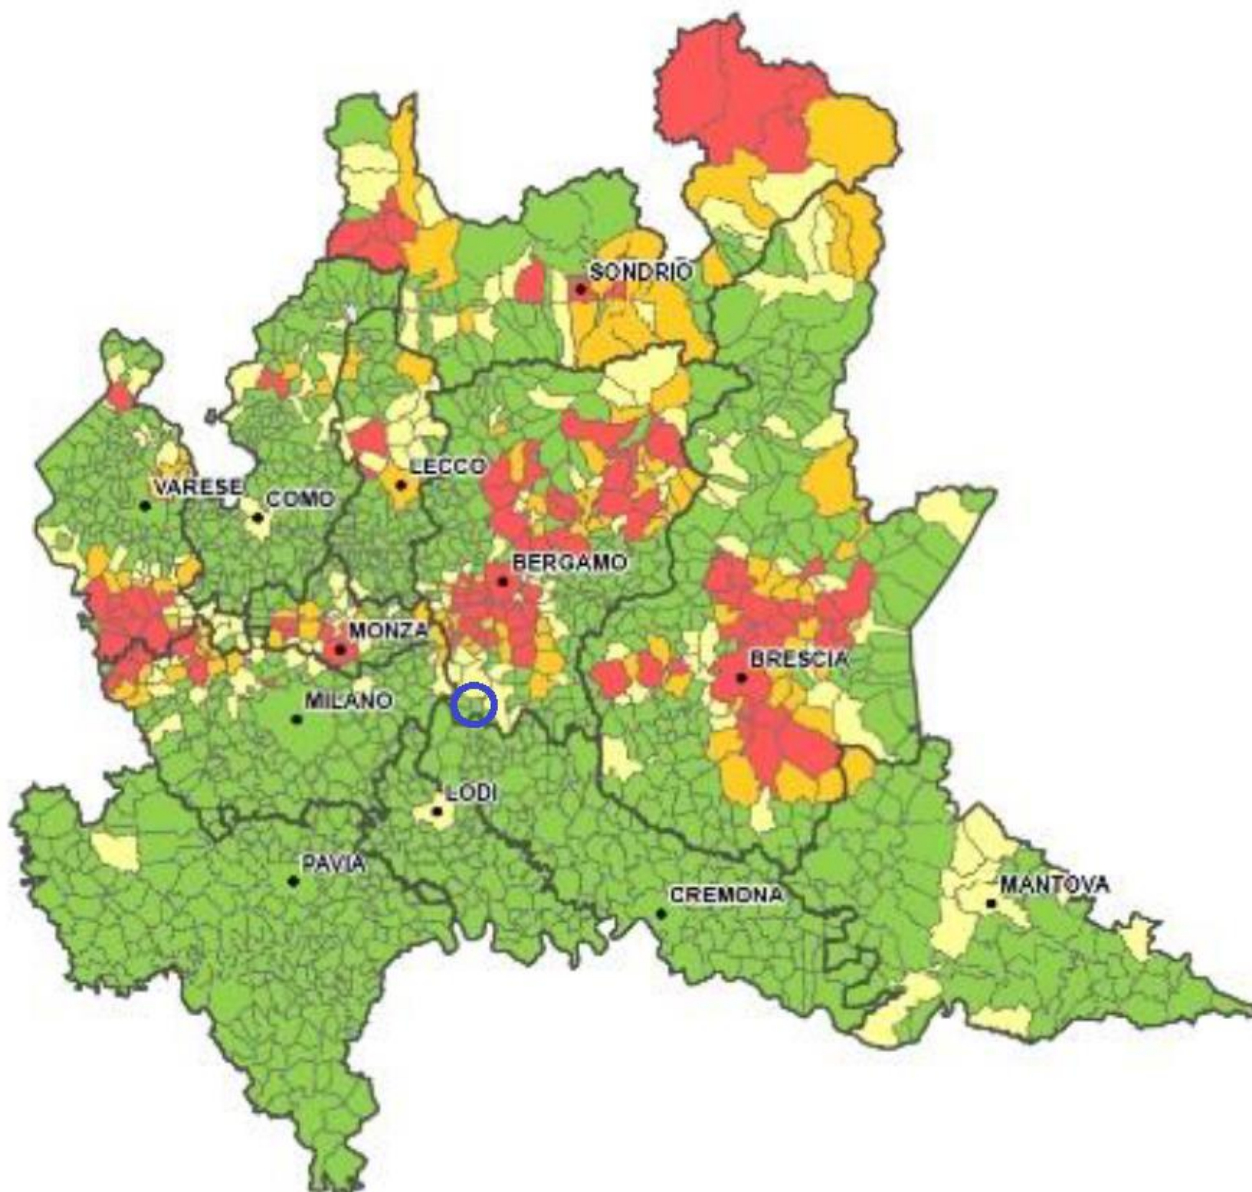 SONDRIO
LECCO
VARESE
COMO
BERGAMO
MONZA
BRESCIA
MILANO
LODI
PAVIA
CREMONA
MANTOVA